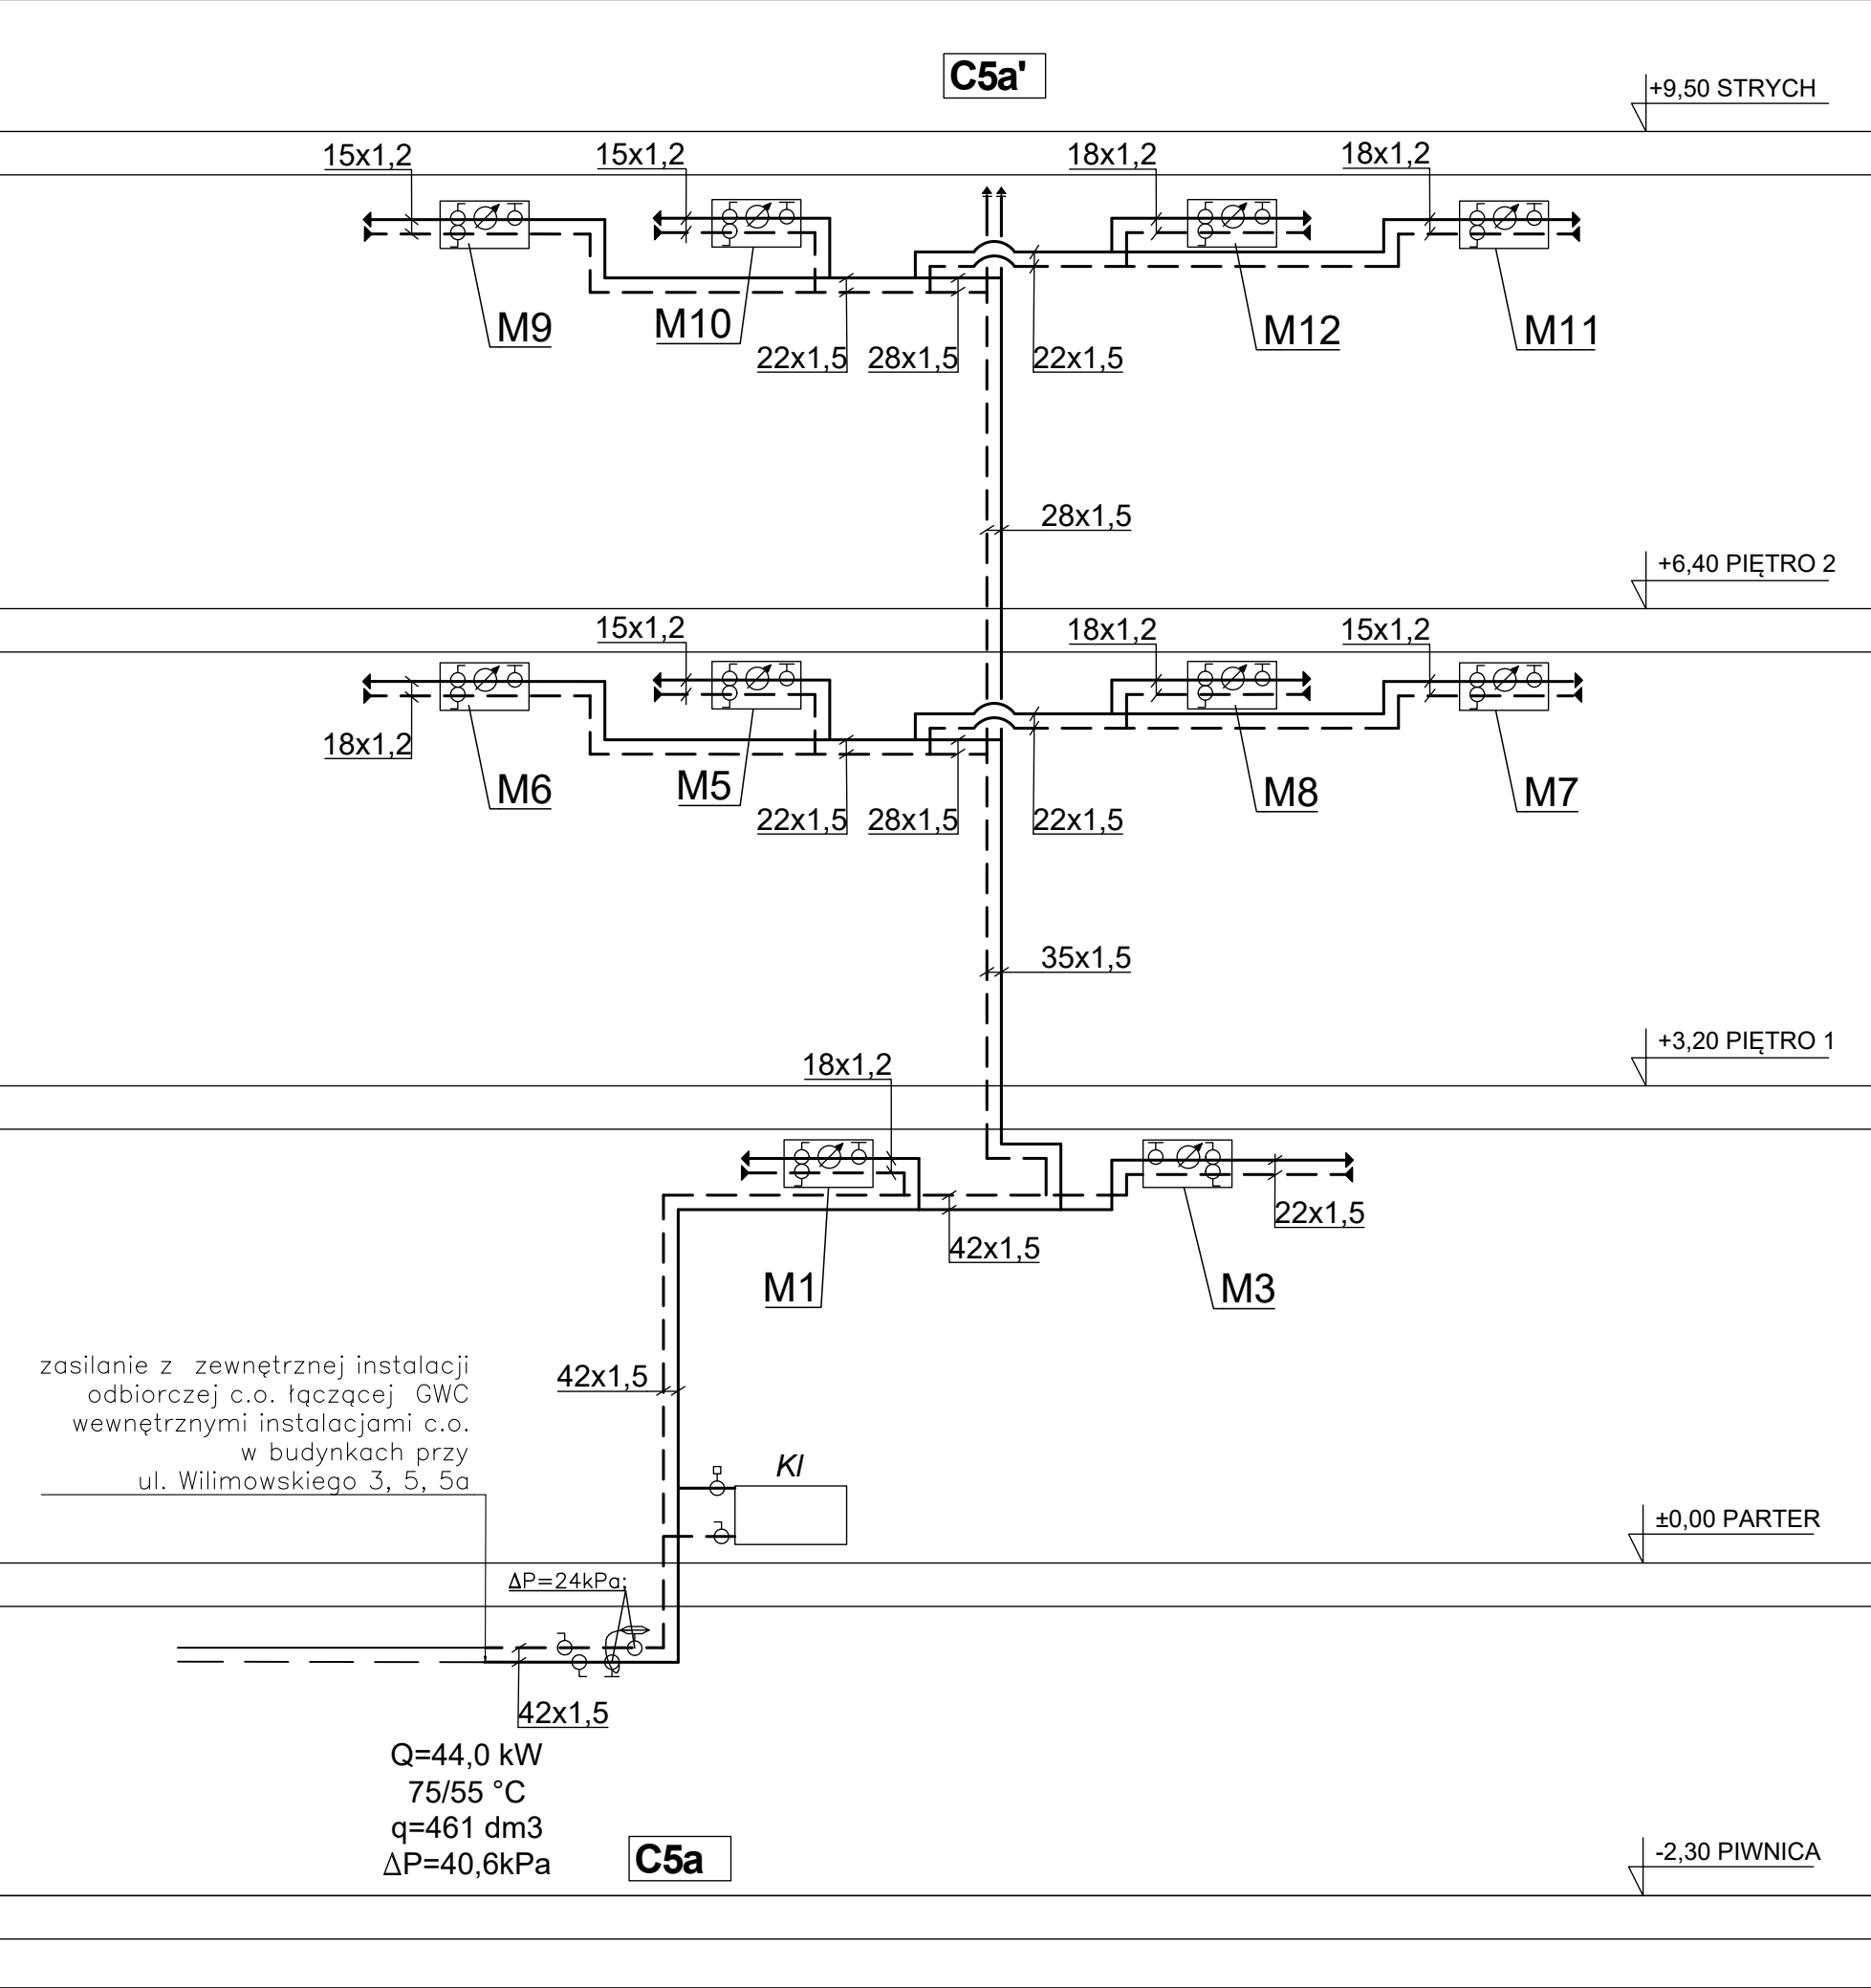 C5a'
+9,50 STRYCH
15x1,2
15x1,2
18x1,2
18x1,2
M9
M10
M12
M11
22x1,5
28x1,5
22x1,5
28x1,5
+6,40 PIĘTRO 2
15x1,2
18x1,2
15x1,2
18x1,2
M6
M5
M8
M7
22x1,5
28x1,5
22x1,5
35x1,5
+3,20 PIĘTRO 1
18x1,2
22x1,5
42x1,5
M1
M3
zasilanie z zewnętrznej instalacji
odbiorczej c.o. łączącej GWC
wewnętrznymi instalacjami c.o.
w budynkach przy
ul. Wilimowskiego 3, 5, 5a
42x1,5
KI
±0,00 PARTER
ΔP=24kPa;
42x1,5
Q=44,0 kW
75/55 °C
q=461 dm3
ΔP=40,6kPa
C5a
-2,30 PIWNICA